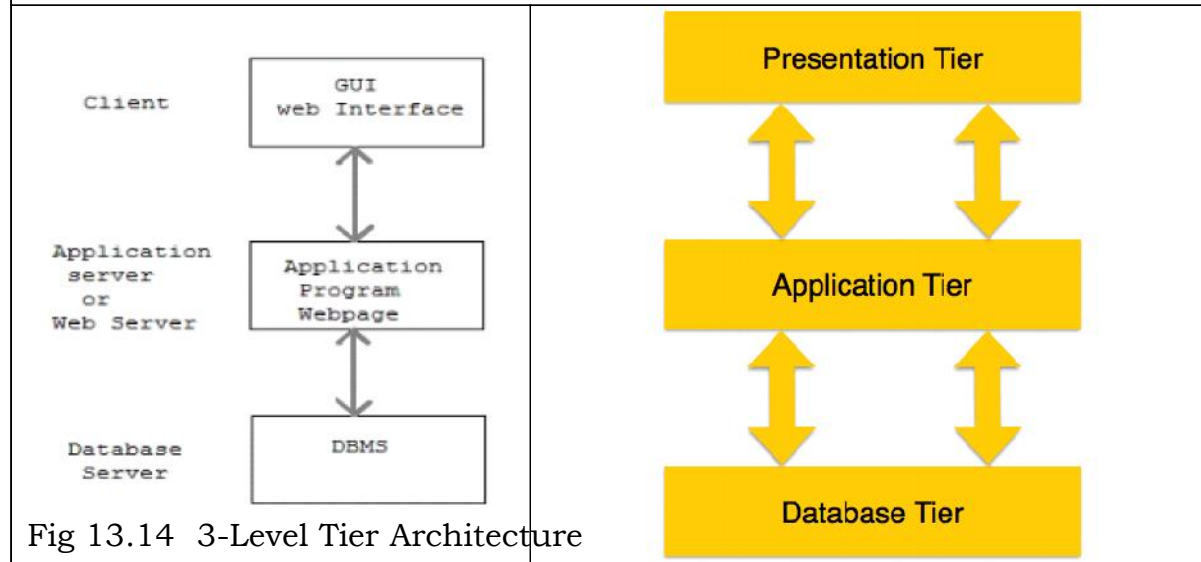 Client
GUI
web Interface
Application
server
or
Web Server
Application
Program
Webpage
Database
Server
DBMS
Fig 13.14 3-Level Tier Architecture
Presentation Tier
Application Tier
Database Tier